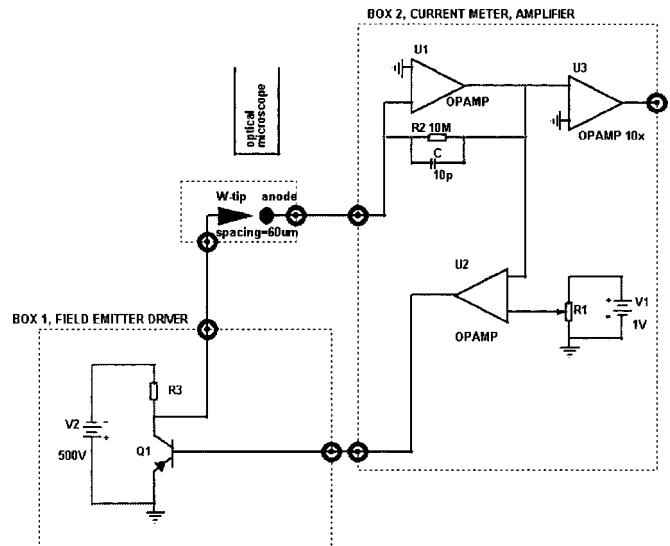 BOX 2, CURRENT METER, AMPLIFIER
U1
U3
OPAMP
optical
microscope
R2 10M
C
10p
OPAMP 10x
W-tip anode
spacing=60um
U2
R1
+
-
V1
1V
OPAMP
BOX 1, FIELD EMITTER DRIVER
R3
V2
-
+
500V
Q1